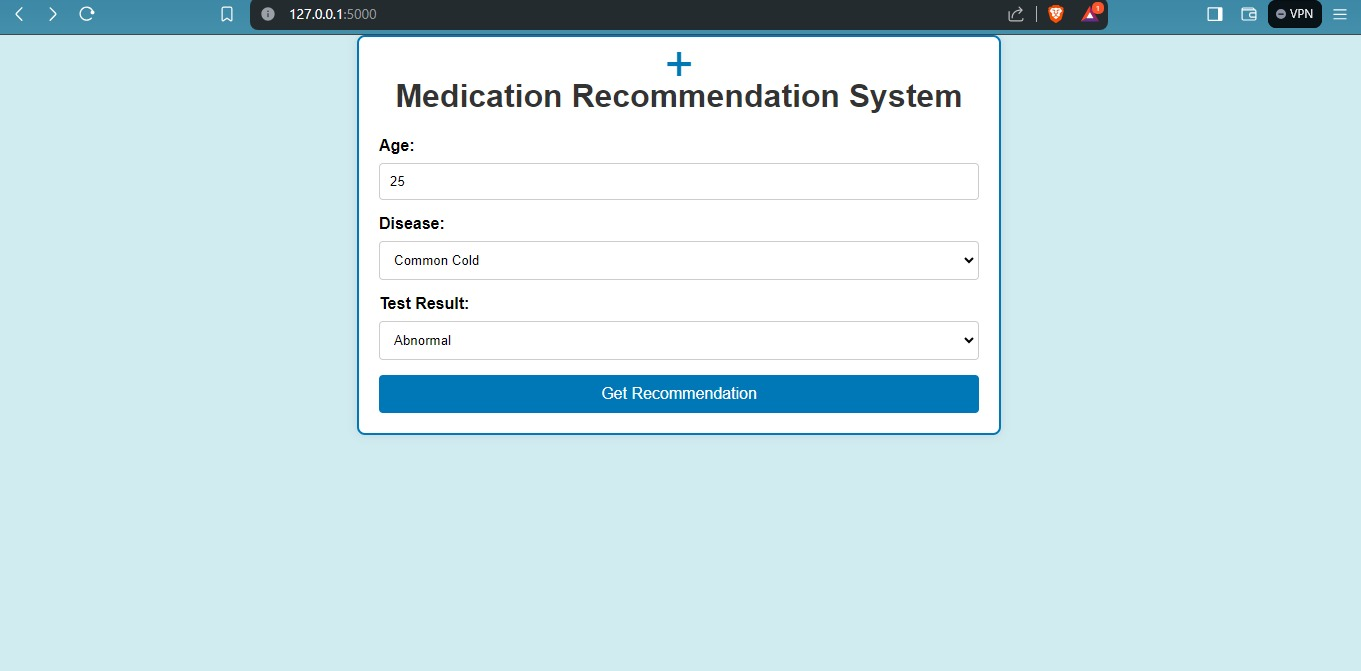 127.0.0.1:5000
1
VPN
Medication Recommendation System
Age:
25
Disease:
Common Cold
Test Result:
Abnormal
Get Recommendation